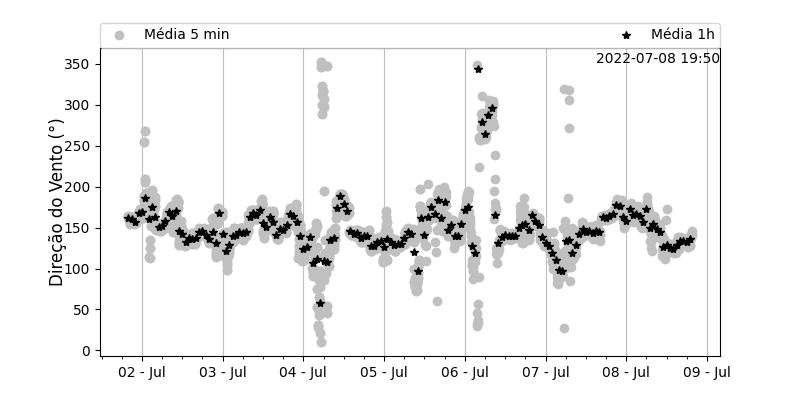 Média 5 min
Média 1h
2022-07-08 19:50
Direção do Vento (°)
350
300
250
200
150
100
50
0
02 - Jul
03 - Jul
04 - Jul
05 - Jul
06 - Jul
07 - Jul
08 - Jul
09 - Jul